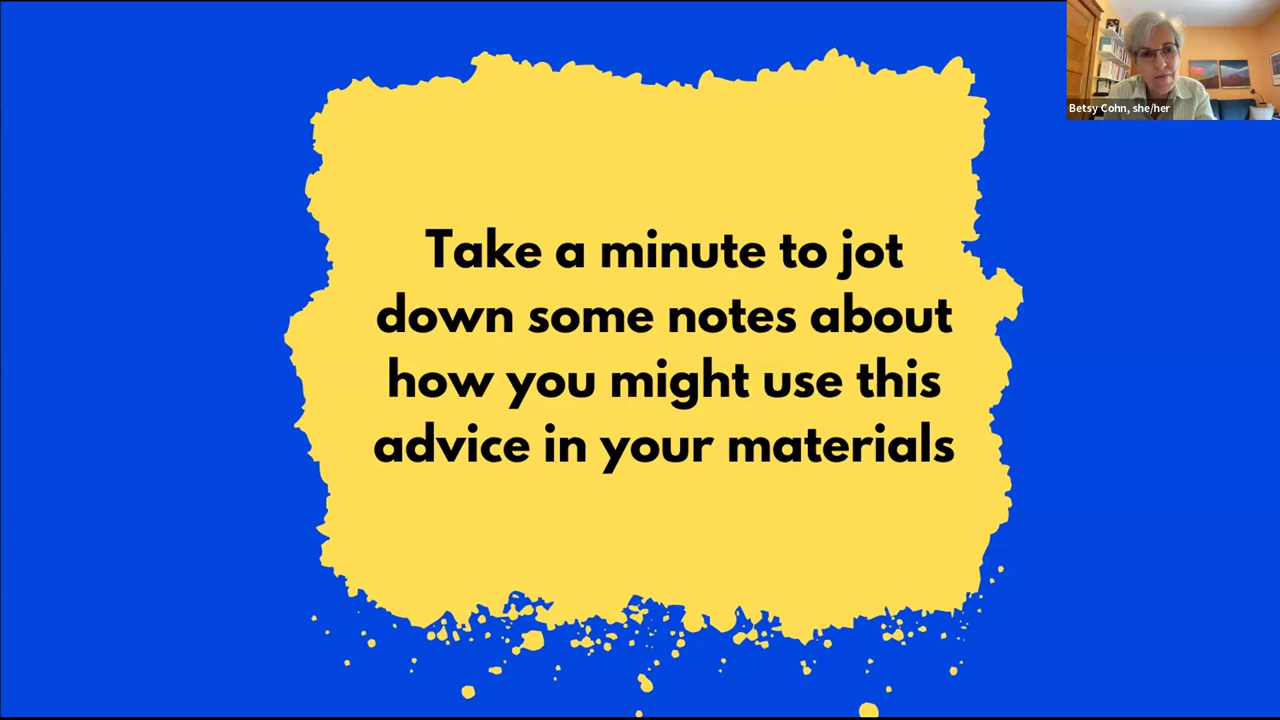 Take a minute to jot
down some notes about
how you might use this
advice in your materials
Betsy Cohn, she/her